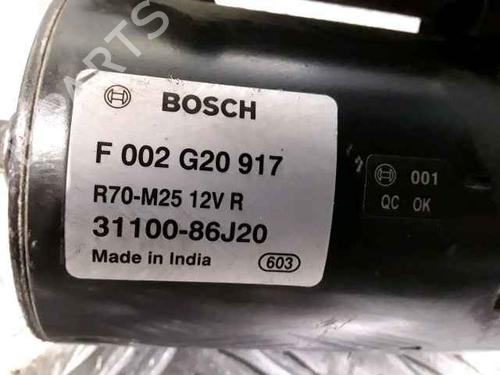 BOSCH
F 002 G20 917
R70-M25 12V R
31100-86J20
Made in India 603
001
QC OK